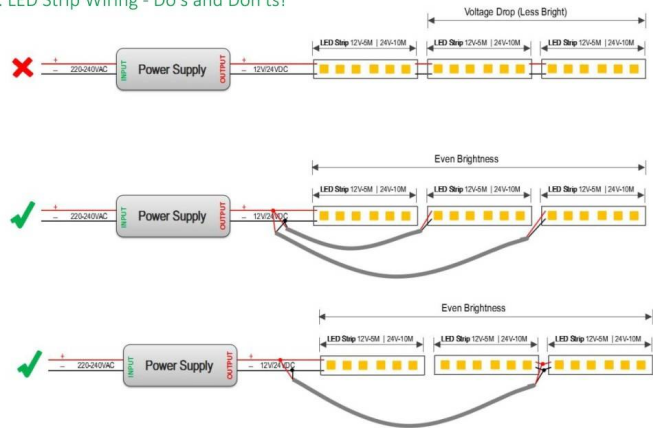 LED Strip Wiring - Do's and Don'ts!
Voltage Drop (Less Bright)
LED Strip 12V-5M | 24V-10M
LED Strip 12V-5M | 24V-10M
LED Strip 12V-5M | 24V-10M
+
–
220-240VAC
INPUT
Power Supply
OUTPUT
+
–
12V/24VDC
Even Brightness
LED Strip 12V-5M | 24V-10M
LED Strip 12V-5M | 24V-10M
LED Strip 12V-5M | 24V-10M
+
–
220-240VAC
INPUT
Power Supply
OUTPUT
+
–
12V/24VDC
Even Brightness
LED Strip 12V-5M | 24V-10M
LED Strip 12V-5M | 24V-10M
LED Strip 12V-5M | 24V-10M
+
–
220-240VAC
INPUT
Power Supply
OUTPUT
+
–
12V/24VDC